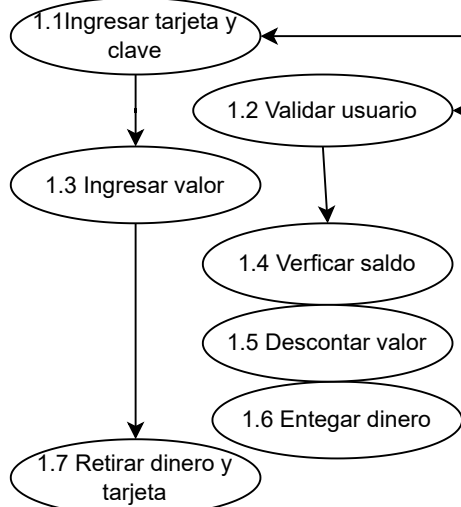 1.1Ingresar tarjeta y
clave
1.2 Validar usuario
1.3 Ingresar valor
1.4 Verficar saldo
1.5 Descontar valor
1.6 Entegar dinero
1.7 Retirar dinero y
tarjeta